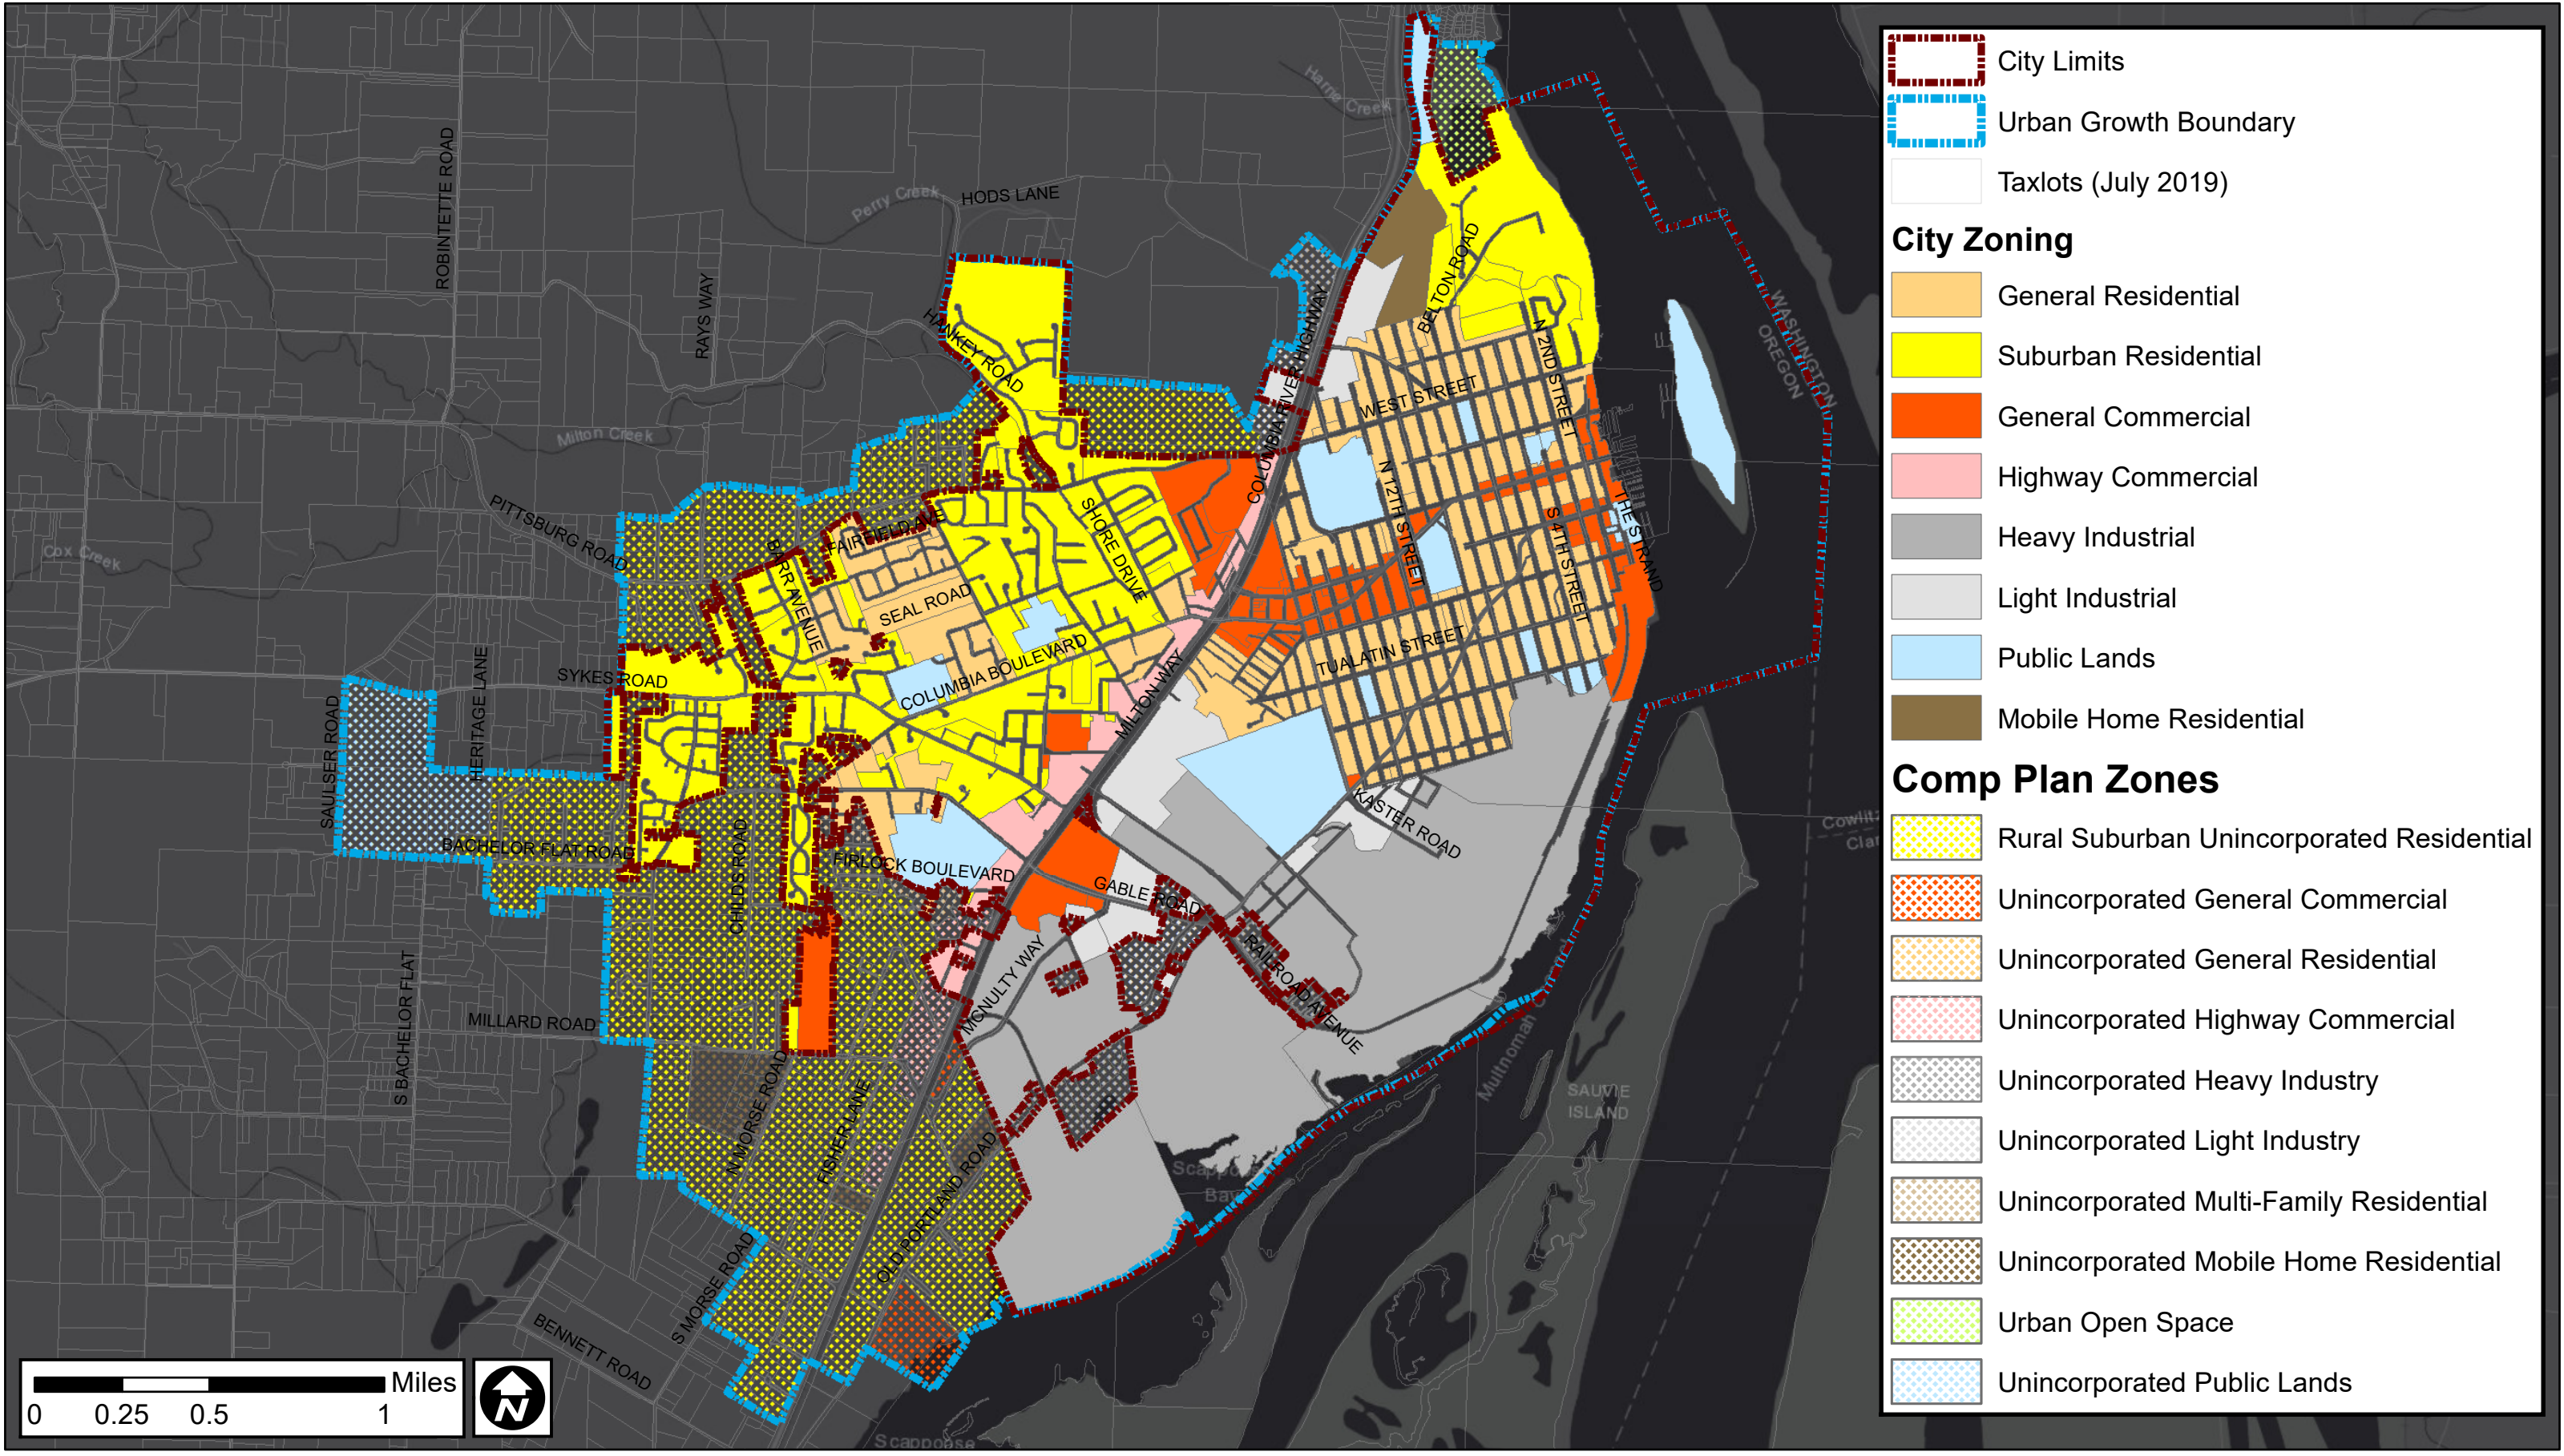 City Limits
Urban Growth Boundary
Taxlots (July 2019)
City Zoning
General Residential
Suburban Residential
General Commercial
Highway Commercial
Heavy Industrial
Light Industrial
Public Lands
Mobile Home Residential
Comp Plan Zones
Rural Suburban Unincorporated Residential
Unincorporated General Commercial
Unincorporated General Residential
Unincorporated Highway Commercial
Unincorporated Heavy Industry
Unincorporated Light Industry
Unincorporated Multi-Family Residential
Unincorporated Mobile Home Residential
Urban Open Space
Unincorporated Public Lands
Harrie Creek
ROBINETTE ROAD
Perry Creek
HODS LANE
RAYS WAY
HANKEY ROAD
BELTON ROAD
COLUMBIA RIVER HIGHWAY
N 2ND STREET
WASHINGTON
OREGON
WEST STREET
Milton Creek
COLUMBIA RIVER HIGHWAY
N 12TH STREET
PITTSBURG ROAD
SHORE DRIVE
FAIRFIELD AVE
BARR AVENUE
S 4TH STREET
THE STRAND
Cox Creek
SEAL ROAD
COLUMBIA BOULEVARD
TUALATIN STREET
SYKES ROAD
HERITAGE LANE
SAULSER ROAD
MILTON WAY
KASTER ROAD
BACHELOR FLAT ROAD
CHILDS ROAD
FIRLOCK BOULEVARD
GABLE ROAD
RAILROAD AVENUE
MCNULTY WAY
S BACHELOR FLAT
MILLARD ROAD
N MORSE ROAD
FISHER LANE
OLD PORTLAND ROAD
S MORSE ROAD
BENNETT ROAD
SAUVIE
ISLAND
Scappoose
Miles
0 0.25 0.5 1
N